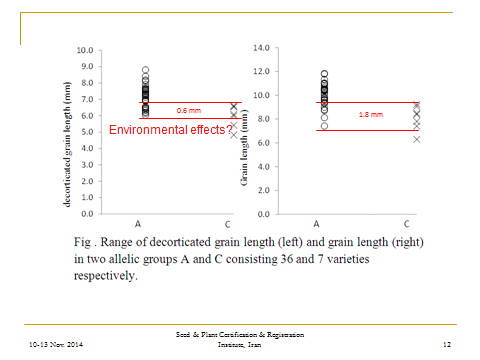 10.0
9.0
8.0
7.0
6.0
5.0
4.0
3.0
2.0
1.0
0.0
decorticated grain length (mm)
0.6 mm
Environmental effects?
A
C
14.0
12.0
10.0
8.0
6.0
4.0
2.0
0.0
Grain length (mm)
1.8 mm
A
C
Fig . Range of decorticated grain length (left) and grain length (right)
in two allelic groups A and C consisting 36 and 7 varieties
respectively.
10-13 Nov. 2014
Seed & Plant Certification & Registration
Institute, Iran
12